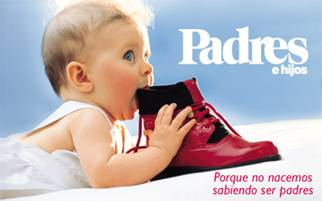 Padres
e hijos
Porque no nacemos
sabiendo ser padres